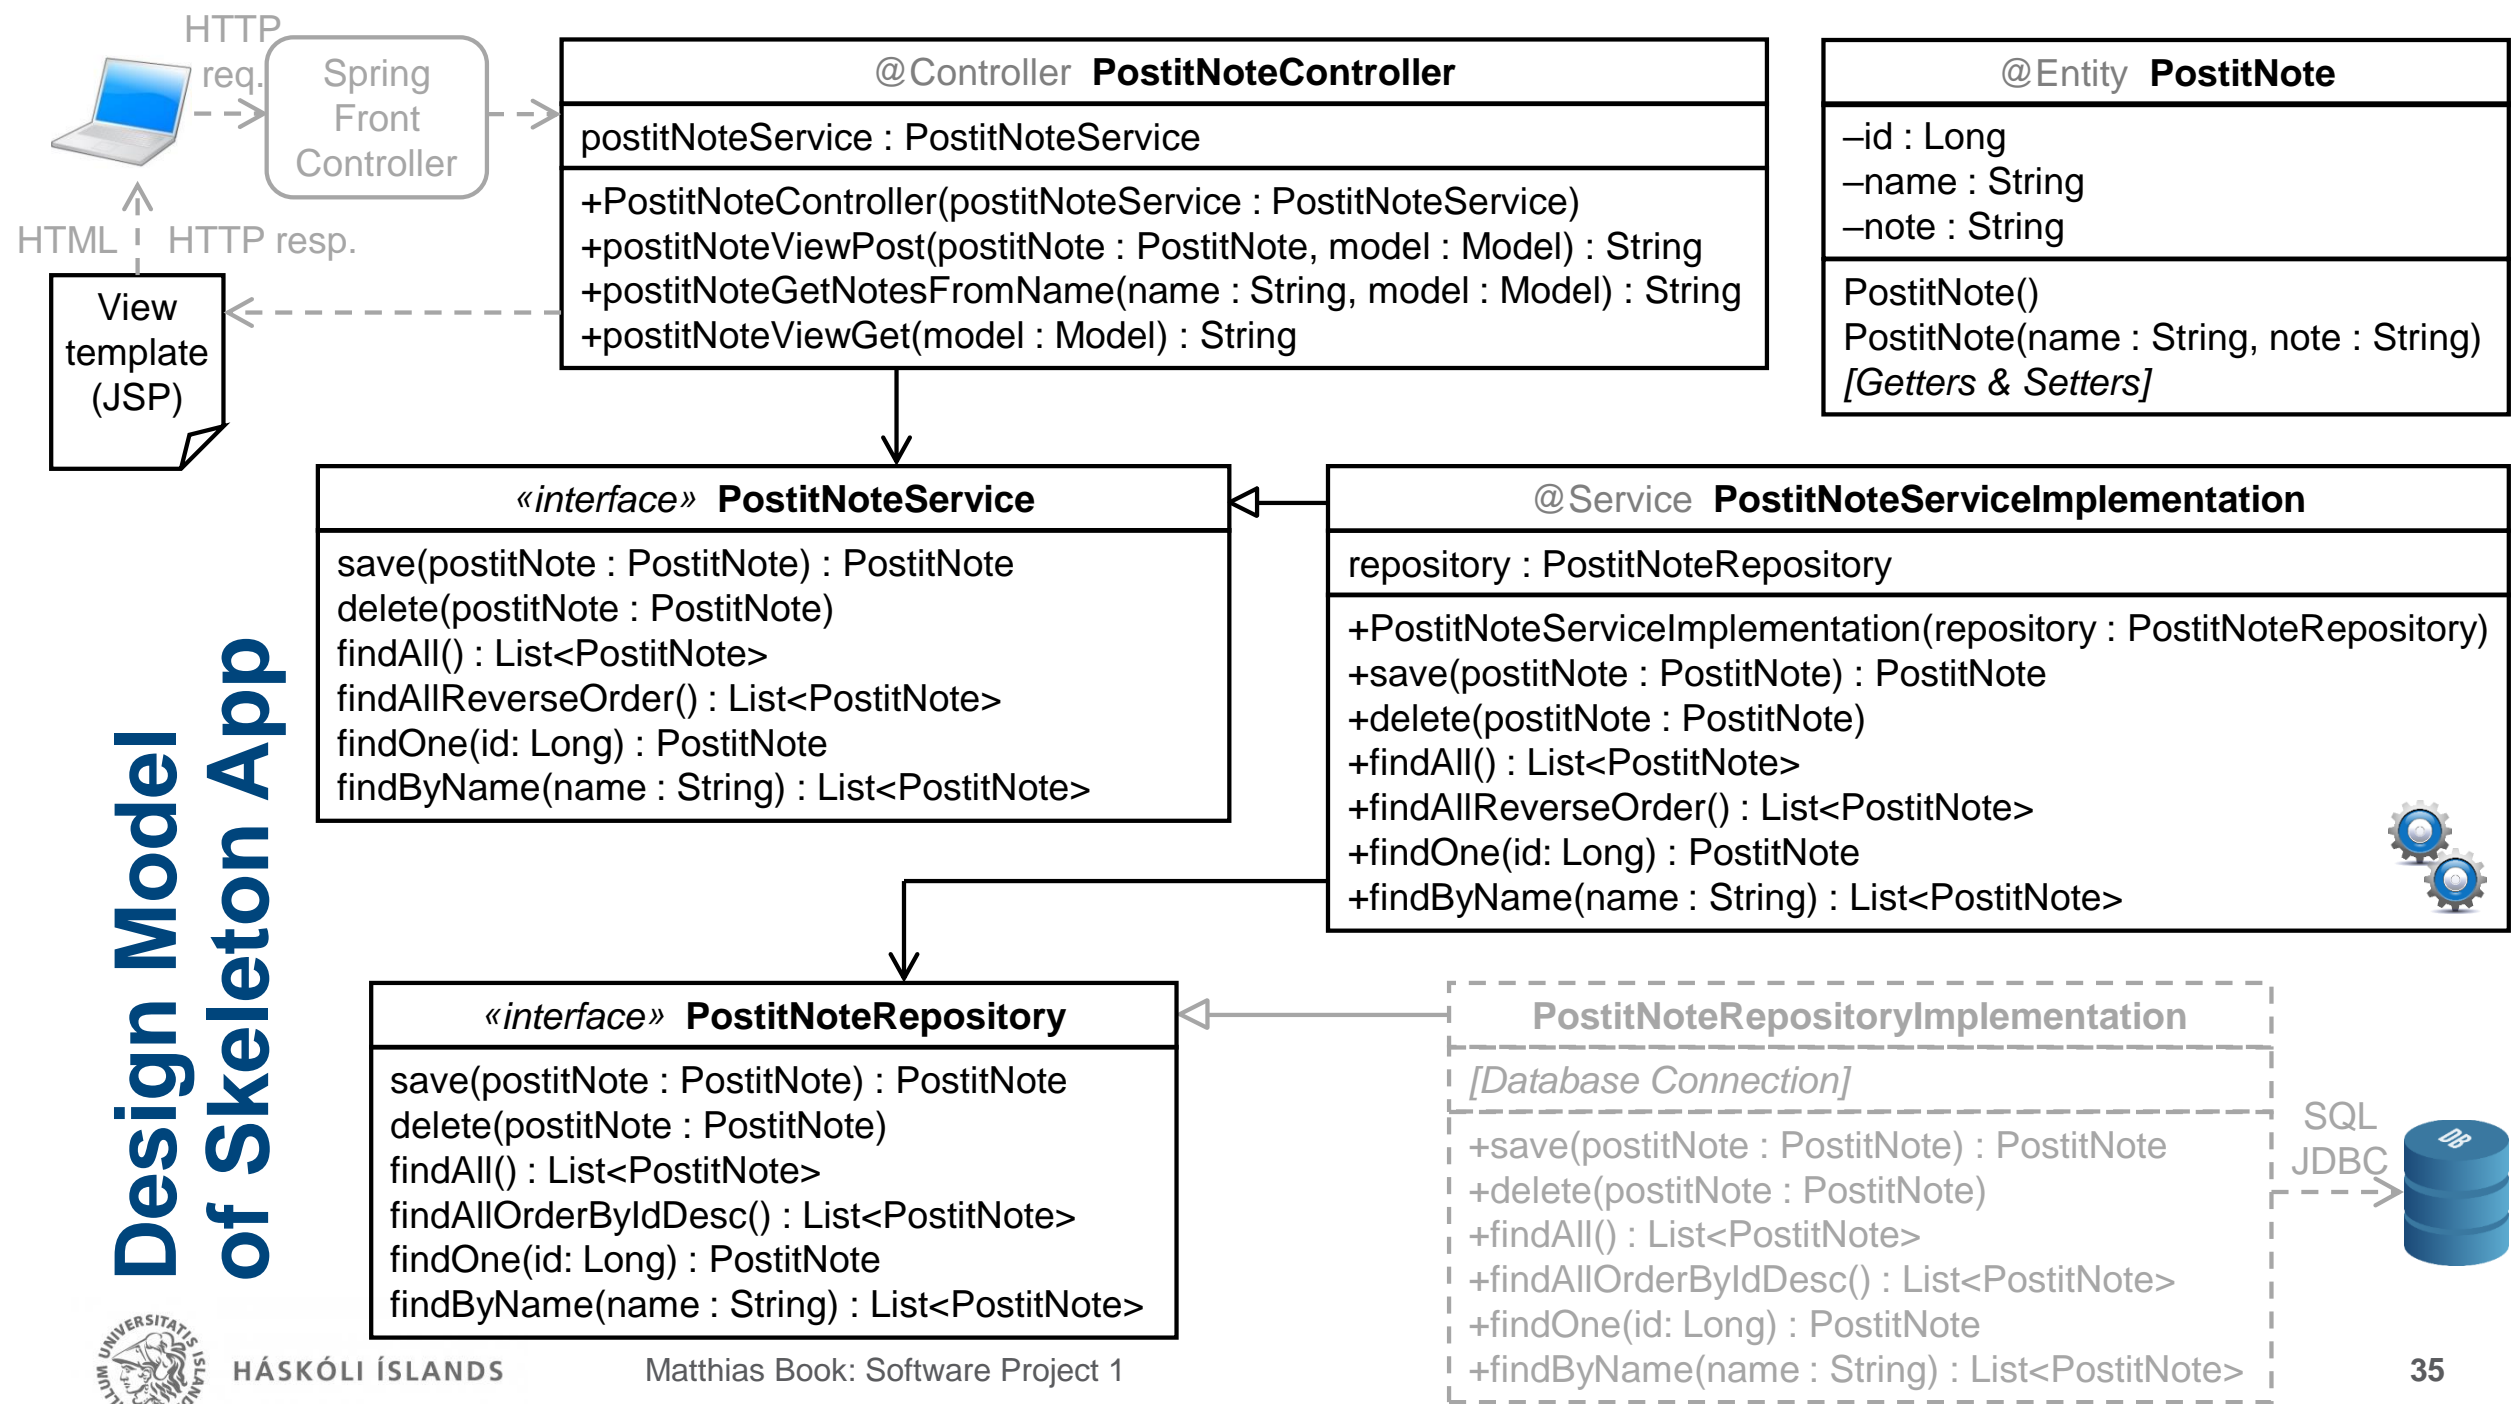 HTTP
req.
Spring
Front
Controller
HTML
HTTP resp.
View
template
(JSP)
@Controller PostitNoteController
postitNoteService : PostitNoteService
+PostitNoteController(postitNoteService : PostitNoteService)
+postitNoteViewPost(postitNote : PostitNote, model : Model) : String
+postitNoteGetNotesFromName(name : String, model : Model) : String
+postitNoteViewGet(model : Model) : String
@Entity PostitNote
–id : Long
–name : String
–note : String
PostitNote()
PostitNote(name : String, note : String)
[Getters & Setters]
«interface» PostitNoteService
save(postitNote : PostitNote) : PostitNote
delete(postitNote : PostitNote)
findAll() : List<PostitNote>
findAllReverseOrder() : List<PostitNote>
findOne(id: Long) : PostitNote
findByName(name : String) : List<PostitNote>
@Service PostitNoteServiceImplementation
repository : PostitNoteRepository
+PostitNoteServiceImplementation(repository : PostitNoteRepository)
+save(postitNote : PostitNote) : PostitNote
+delete(postitNote : PostitNote)
+findAll() : List<PostitNote>
+findAllReverseOrder() : List<PostitNote>
+findOne(id: Long) : PostitNote
+findByName(name : String) : List<PostitNote>
Design Model
of Skeleton App
«interface» PostitNoteRepository
save(postitNote : PostitNote) : PostitNote
delete(postitNote : PostitNote)
findAll() : List<PostitNote>
findAllOrderByIdDesc() : List<PostitNote>
findOne(id: Long) : PostitNote
findByName(name : String) : List<PostitNote>
PostitNoteRepositoryImplementation
[Database Connection]
+save(postitNote : PostitNote) : PostitNote
+delete(postitNote : PostitNote)
+findAll() : List<PostitNote>
+findAllOrderByIdDesc() : List<PostitNote>
+findOne(id: Long) : PostitNote
+findByName(name : String) : List<PostitNote>
SQL
JDBC
DB
HÁSKÓLI ÍSLANDS
Matthias Book: Software Project 1
35